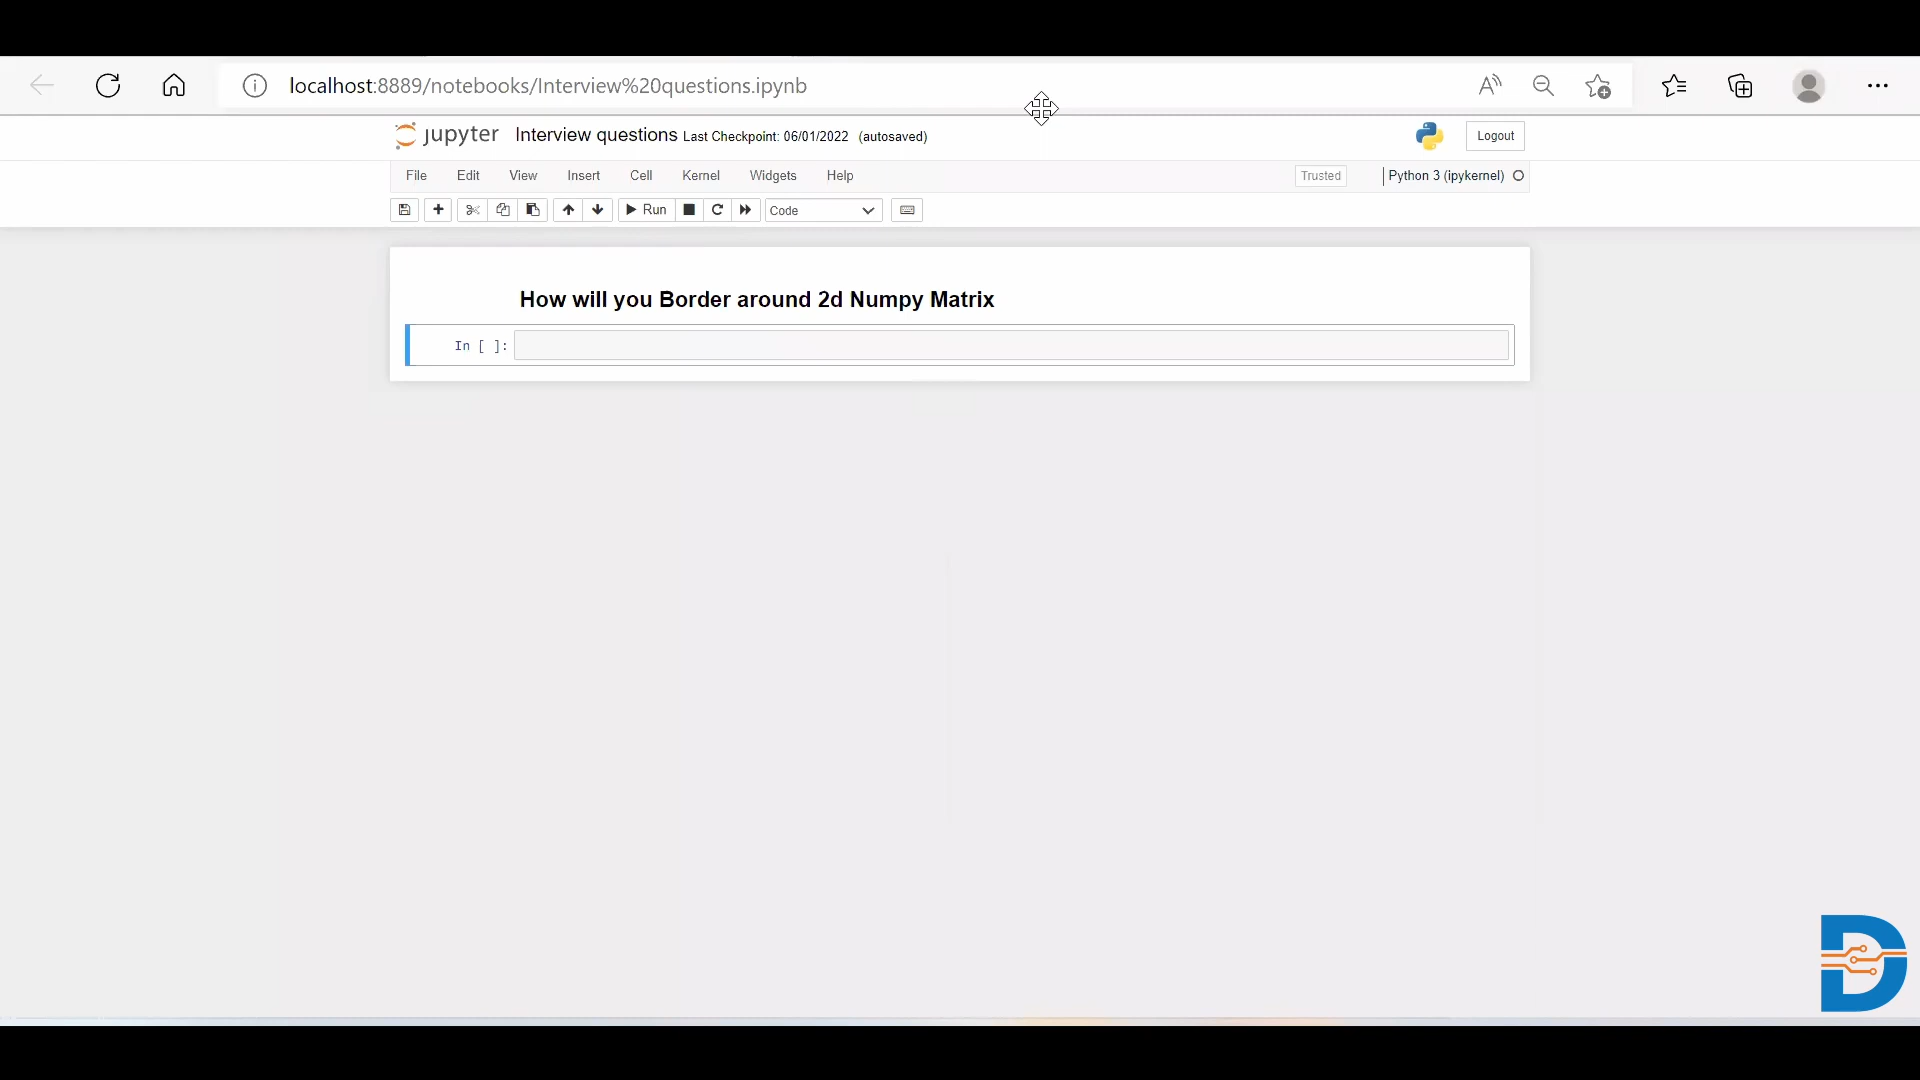 localhost:8889/notebooks/Interview%20questions.ipynb
jupyter Interview questions Last Checkpoint: 06/01/2022 (autosaved) Logout
File Edit View Insert Cell Kernel Widgets Help Trusted Python 3 (ipykernel)
Run Code
How will you Border around 2d Numpy Matrix
In [ ]: